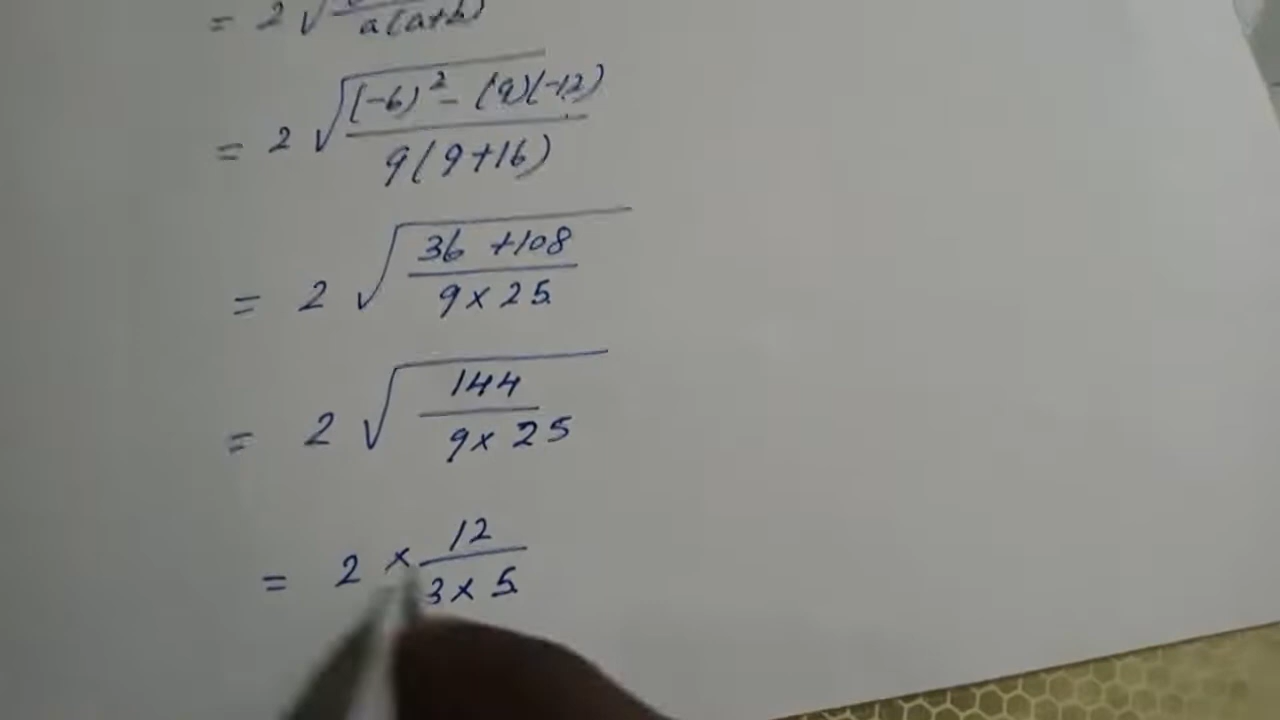 = 2 √ a(a+b)
= 2 √ (-6)² - (9)(-12) / 9(9+16)
= 2 √ 36 +108 / 9 x 25
= 2 √ 144 / 9 x 25
= 2 x 12 / 3 x 5